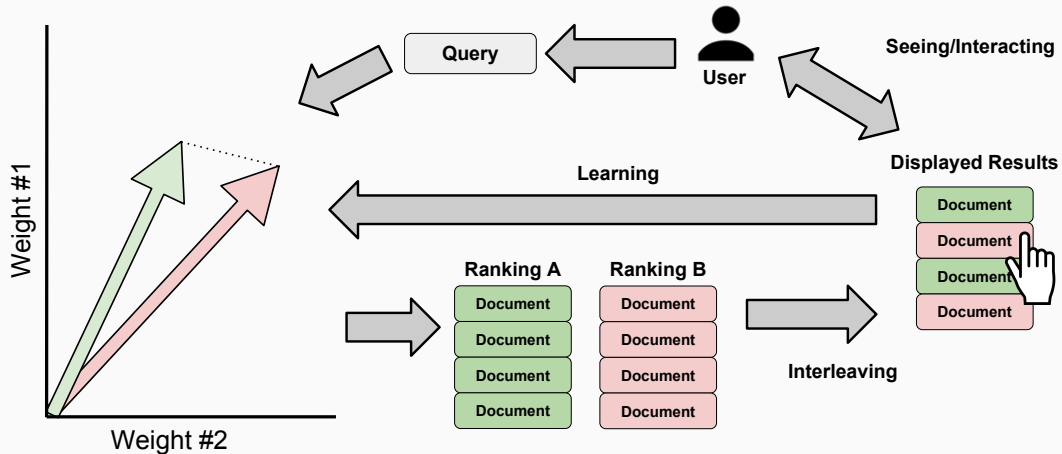 Query
User
Seeing/Interacting
Displayed Results
Document
Document
Document
Document
Learning
Ranking A
Document
Document
Document
Document
Ranking B
Document
Document
Document
Document
Interleaving
Weight #1
Weight #2